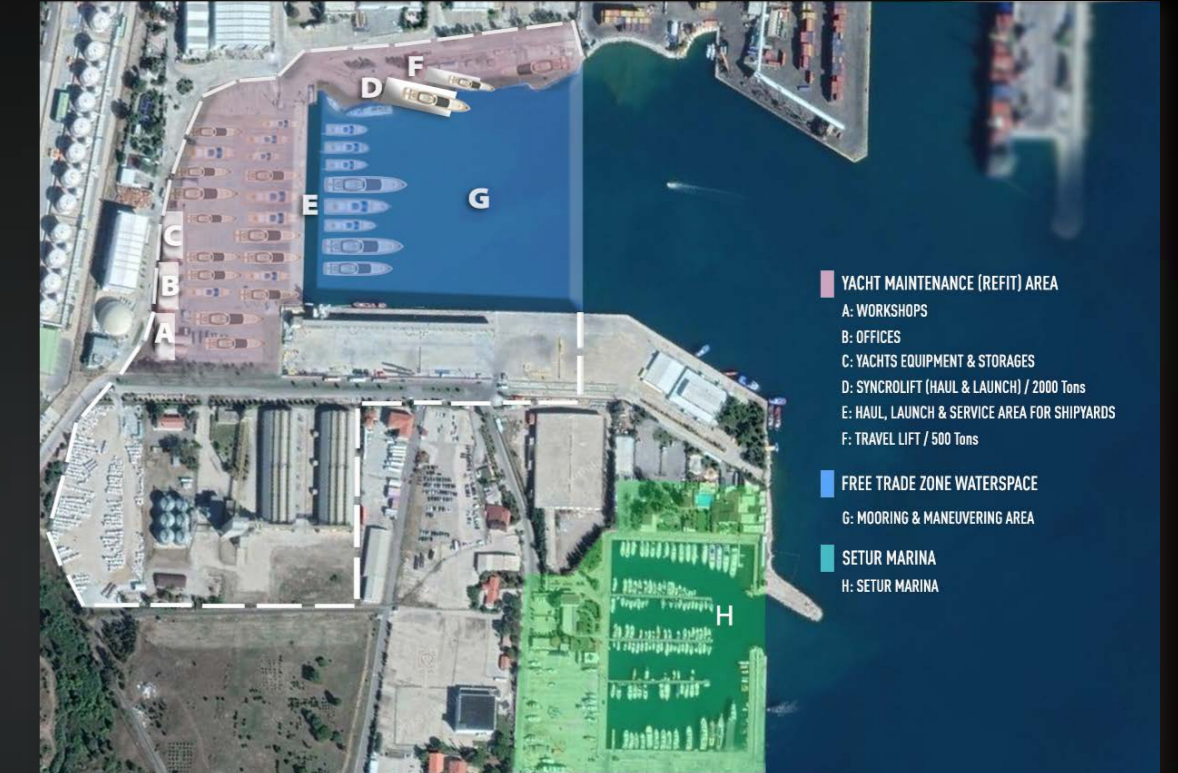 F
D
E
G
C
B
A
H
YACHT MAINTENANCE (REFIT) AREA
A: WORKSHOPS
B: OFFICES
C: YACHTS EQUIPMENT & STORAGES
D: SYNCROLIFT (HAUL & LAUNCH) / 2000 Tons
E: HAUL, LAUNCH & SERVICE AREA FOR SHIPYARDS
F: TRAVEL LIFT / 500 Tons
FREE TRADE ZONE WATERSPACE
G: MOORING & MANEUVERING AREA
SETUR MARINA
H: SETUR MARINA